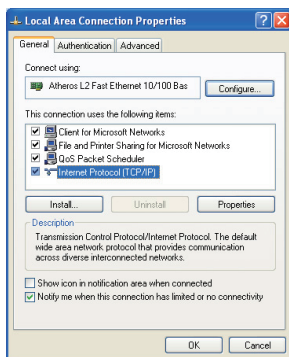 Local Area Connection Properties
General Authentication Advanced
Connect using:
Atheros L2 Fast Ethernet 10/100 Bas Configure...
This connection uses the following items:
Client for Microsoft Networks
File and Printer Sharing for Microsoft Networks
QoS Packet Scheduler
Internet Protocol (TCP/IP)
Install... Uninstall Properties
Description
Transmission Control Protocol/Internet Protocol. The default
wide area network protocol that provides communication
across diverse interconnected networks.
Show icon in notification area when connected
Notify me when this connection has limited or no connectivity
OK Cancel